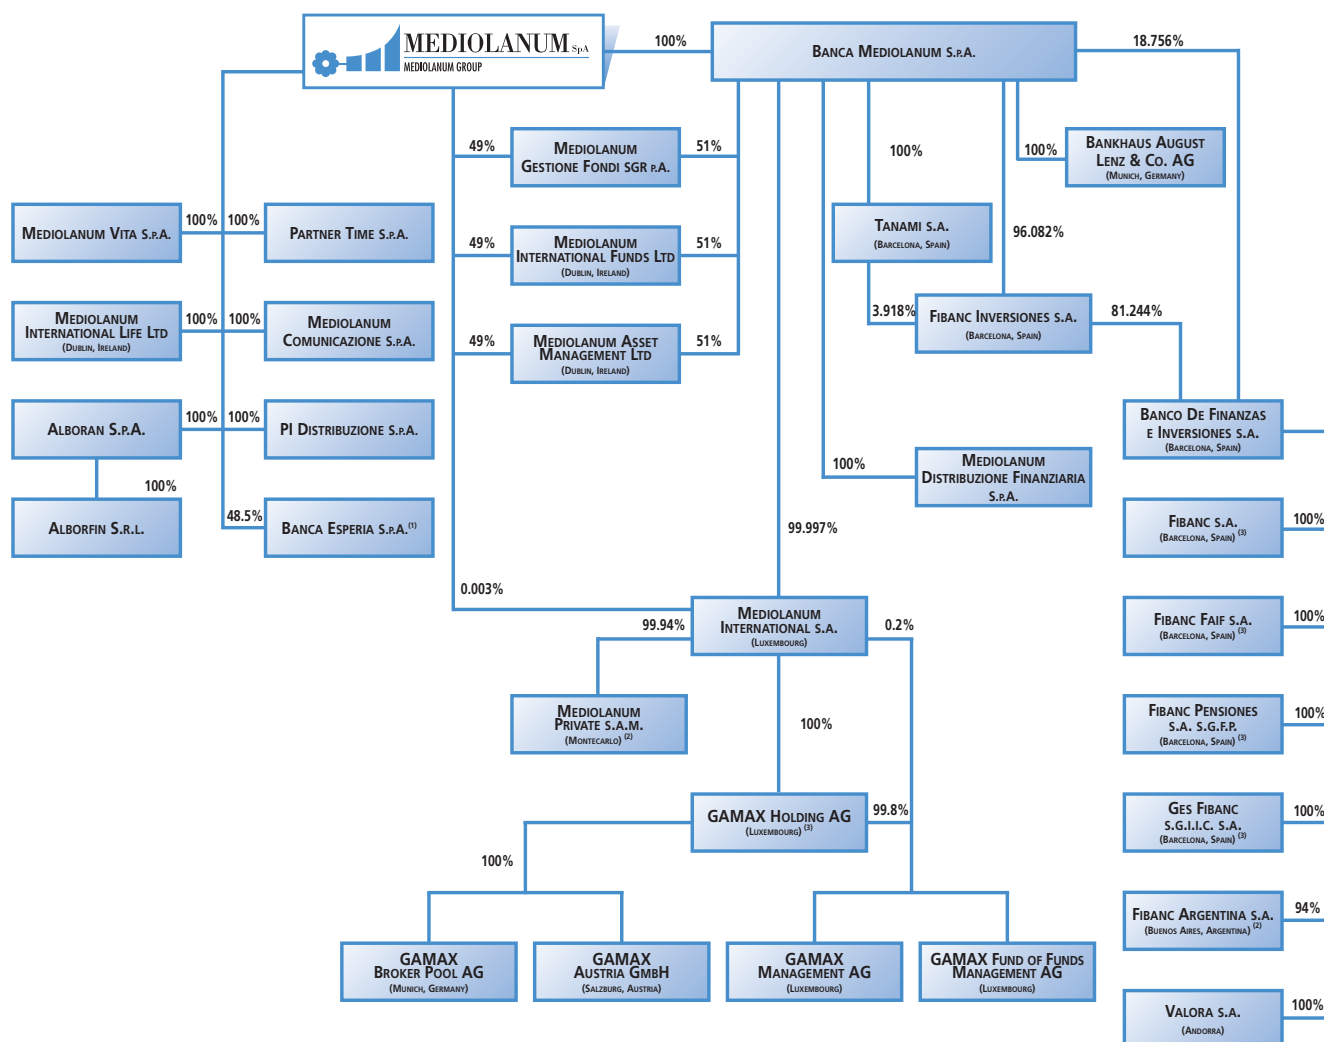 MEDIOLANUM SpA
MEDIOLANUM GROUP
100%
BANCA MEDIOLANUM S.P.A.
18.756%
49%
MEDIOLANUM
GESTIONE FONDI SGR P.A.
51%
100%
100%
BANKHAUS AUGUST
LENZ & CO. AG
(MUNICH, GERMANY)
MEDIOLANUM VITA S.P.A.
100%
100%
PARTNER TIME S.P.A.
49%
MEDIOLANUM
INTERNATIONAL FUNDS LTD
(DUBLIN, IRELAND)
51%
TANAMI S.A.
(BARCELONA, SPAIN)
96.082%
MEDIOLANUM
INTERNATIONAL LIFE LTD
(DUBLIN, IRELAND)
100%
100%
MEDIOLANUM
COMUNICAZIONE S.P.A.
49%
MEDIOLANUM ASSET
MANAGEMENT LTD
(DUBLIN, IRELAND)
51%
3.918%
FIBANC INVERSIONES S.A.
(BARCELONA, SPAIN)
81.244%
ALBORAN S.P.A.
100%
100%
PI DISTRIBUZIONE S.P.A.
BANCO DE FINANZAS
E INVERSIONES S.A.
(BARCELONA, SPAIN)
100%
100%
MEDIOLANUM
DISTRIBUZIONE FINANZIARIA
S.P.A.
ALBORFIN S.R.L.
48.5%
BANCA ESPERIA S.P.A.(1)
99.997%
FIBANC S.A.
(BARCELONA, SPAIN) (3)
100%
0.003%
MEDIOLANUM
INTERNATIONAL S.A.
(LUXEMBOURG)
99.94%
0.2%
FIBANC FAIF S.A.
(BARCELONA, SPAIN) (3)
100%
MEDIOLANUM
PRIVATE S.A.M.
(MONTECARLO) (2)
100%
FIBANC PENSIONES
S.A. S.G.F.P.
(BARCELONA, SPAIN) (3)
100%
GAMAX HOLDING AG
(LUXEMBOURG) (3)
99.8%
GES FIBANC
S.G.I.I.C. S.A.
(BARCELONA, SPAIN) (3)
100%
100%
FIBANC ARGENTINA S.A.
(BUENOS AIRES, ARGENTINA) (2)
94%
GAMAX
BROKER POOL AG
(MUNICH, GERMANY)
GAMAX
AUSTRIA GMBH
(SALZBURG, AUSTRIA)
GAMAX
MANAGEMENT AG
(LUXEMBOURG)
GAMAX FUND OF FUNDS
MANAGEMENT AG
(LUXEMBOURG)
VALORA S.A.
(ANDORRA)
100%